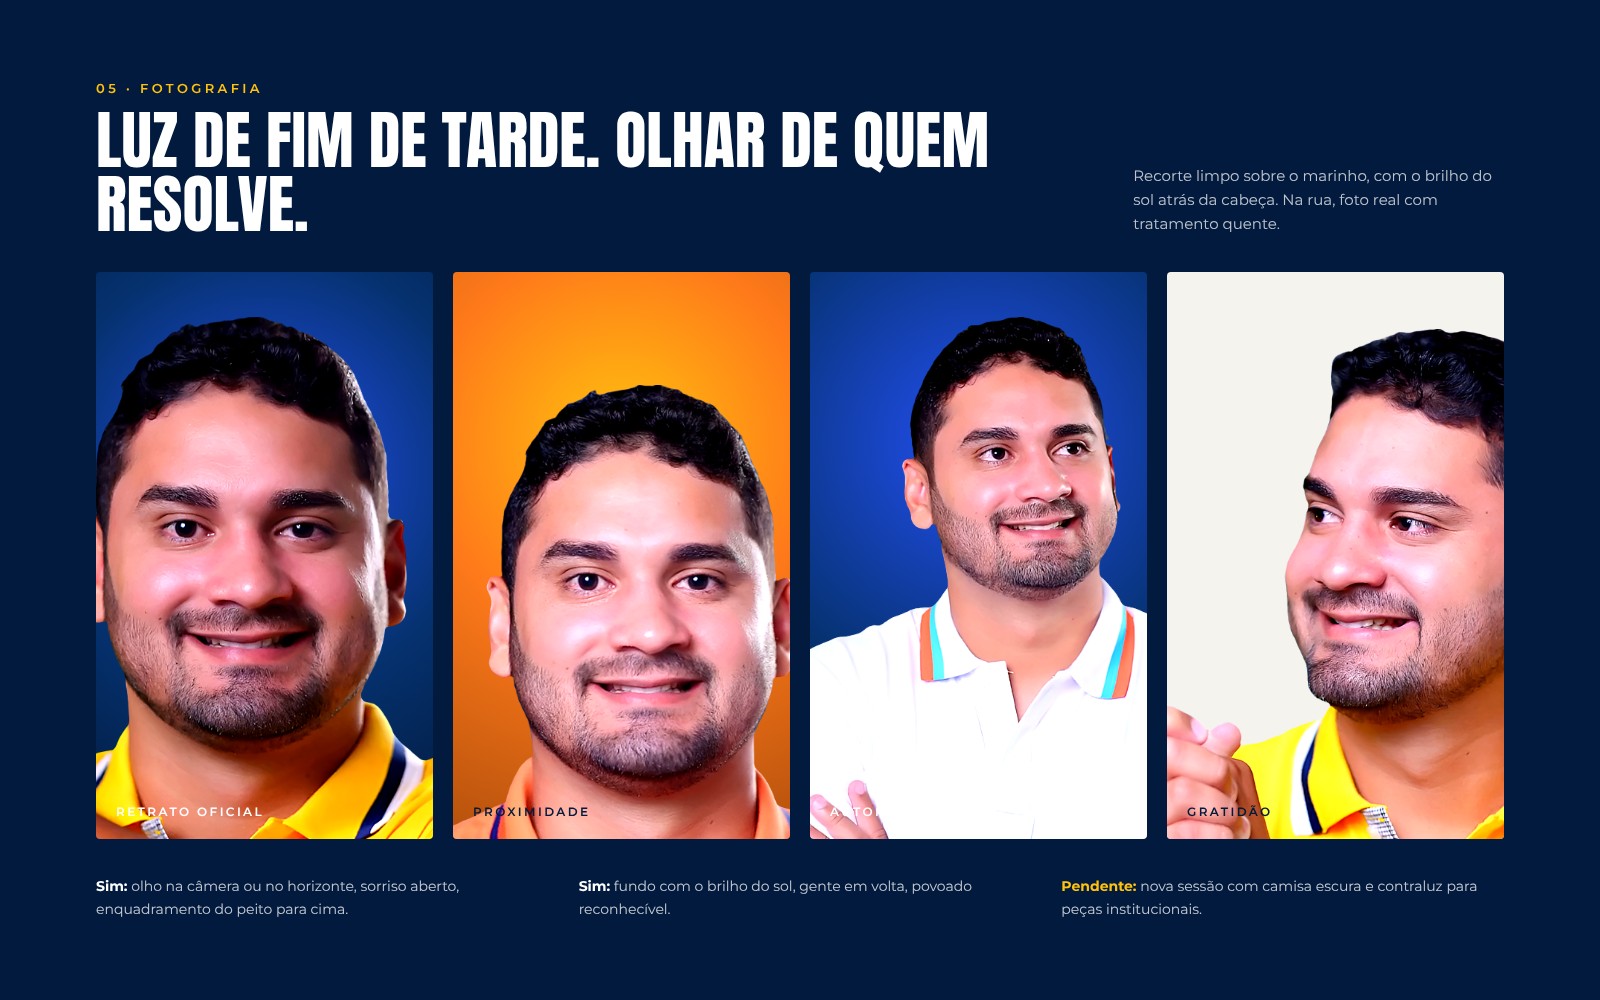 05 · FOTOGRAFIA
LUZ DE FIM DE TARDE. OLHAR DE QUEM
RESOLVE.
Recorte limpo sobre o marinho, com o brilho do
sol atrás da cabeça. Na rua, foto real com
tratamento quente.
RETRATO OFICIAL
PROXIMIDADE
GRATIDÃO
Sim: olho na câmera ou no horizonte, sorriso aberto,
enquadramento do peito para cima.
Sim: fundo com o brilho do sol, gente em volta, povoado
reconhecível.
Pendente: nova sessão com camisa escura e contraluz para
peças institucionais.